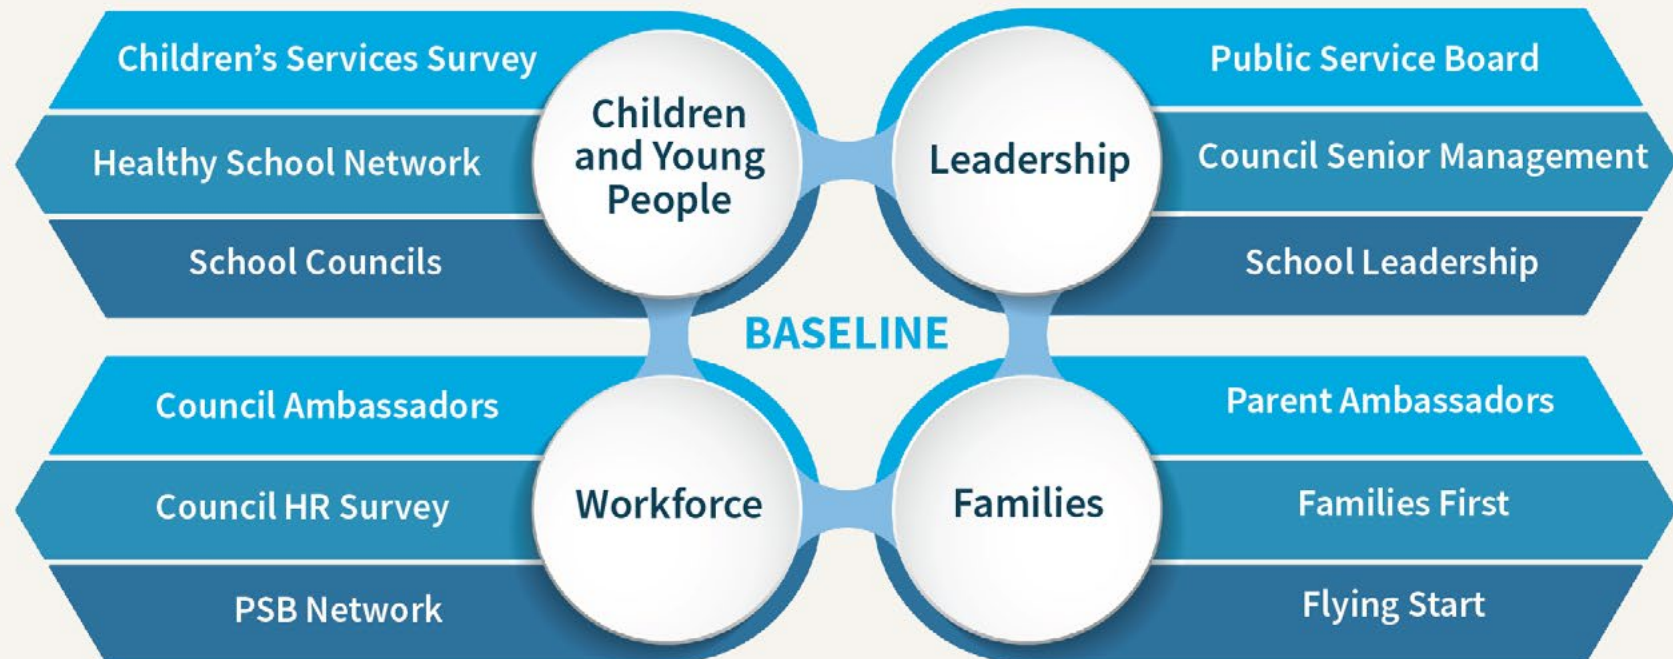 Children’s Services Survey
Healthy School Network
School Councils
Children
and Young
People
Leadership
Public Service Board
Council Senior Management
School Leadership
BASELINE
Council Ambassadors
Council HR Survey
PSB Network
Workforce
Families
Parent Ambassadors
Families First
Flying Start